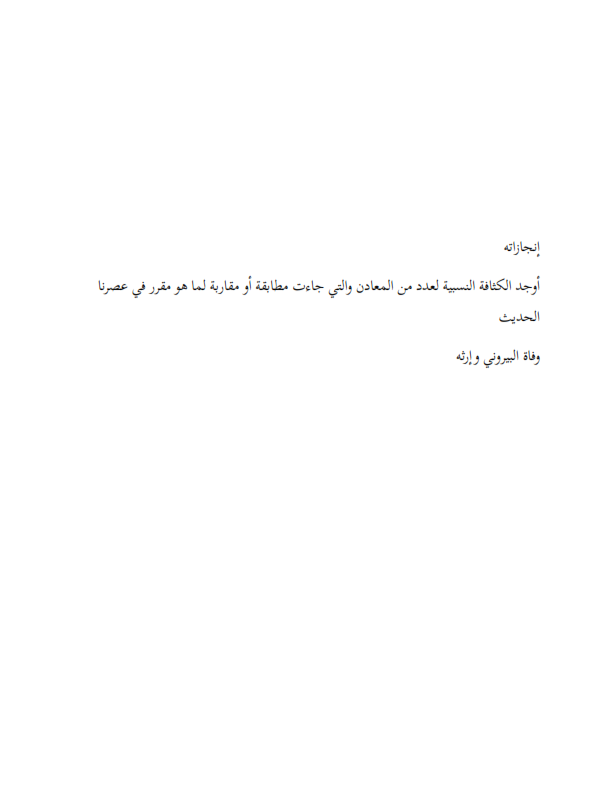 إنجازاته
أوجد الكثافة النسبية لعدد من المعادن والتي جاءت مطابقة أو مقاربة لما هو مقرر في عصرنا
الحديث
وفاة البيروني وإرثه